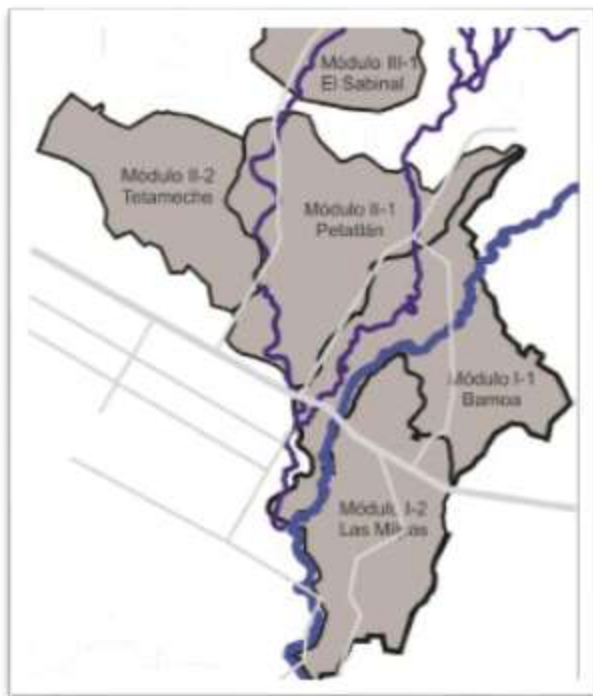 Módulo III-1
El Sabinal
Módulo II-2
Tetameche
Módulo II-1
Petatlán
Módulo I-1
Bamoa
Módulo I-2
Las Milpas